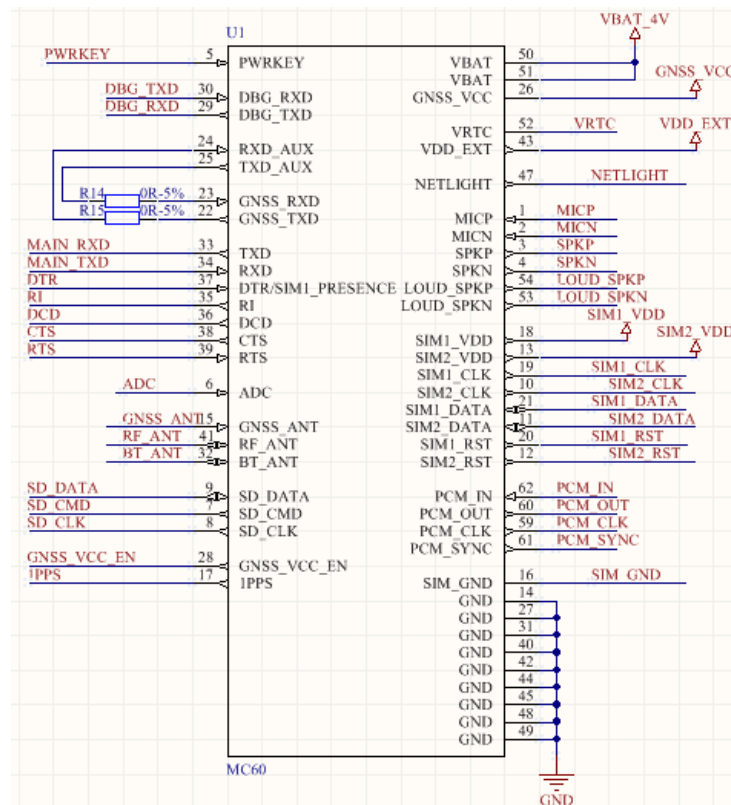 VBAT_4V
U1
PWRKEY 5 PWRKEY VBAT 50
VBAT 51
GNSS_VCC
DBG_TXD 30 DBG_RXD GNSS_VCC 26
DBG_RXD 29 DBG_TXD
VRTC 52 VRTC VDD_EXT
24 RXD_AUX VDD_EXT 43
25 TXD_AUX
NETLIGHT 47 NETLIGHT
R14 0R-5% 23 GNSS_RXD
R15 0R-5% 22 GNSS_TXD MICP 1 MICP
MICN 2 MICN
MAIN_RXD 33 TXD SPKP 3 SPKP
MAIN_TXD 34 RXD SPKN 4 SPKN
DTR 37 DTR/SIM1_PRESENCE LOUD_SPKP 54 LOUD_SPKP
RI 35 RI LOUD_SPKN 53 LOUD_SPKN
DCD 36 DCD SIM1_VDD
CTS 38 CTS SIM1_VDD 18 SIM2_VDD
RTS 39 RTS SIM2_VDD 13
SIM1_CLK 19 SIM1_CLK
ADC 6 ADC SIM2_CLK 10 SIM2_CLK
SIM1_DATA 21 SIM1_DATA
GNSS_ANT 15 GNSS_ANT SIM2_DATA 11 SIM2_DATA
RF_ANT 41 RF_ANT SIM1_RST 20 SIM1_RST
BT_ANT 32 BT_ANT SIM2_RST 12 SIM2_RST
SD_DATA 9 SD_DATA PCM_IN 62 PCM_IN
SD_CMD 7 SD_CMD PCM_OUT 60 PCM_OUT
SD_CLK 8 SD_CLK PCM_CLK 59 PCM_CLK
PCM_SYNC 61 PCM_SYNC
GNSS_VCC_EN 28 GNSS_VCC_EN
1PPS 17 1PPS SIM_GND 16 SIM_GND
GND 14
GND 27
GND 31
GND 40
GND 42
GND 44
GND 45
GND 48
GND 49
MC60
GND